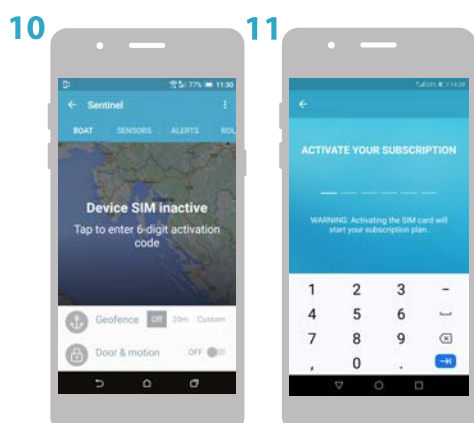 10
11
77% 11:30
Sentinel
BOAT SENSORS ALERTS ROU
Device SIM inactive
Tap to enter 6-digit activation
code
Geofence Off 20m Custom
Door & motion OFF
ACTIVATE YOUR SUBSCRIPTION
WARNING: Activating the SIM card will
start your subscription plan.
1 2 3 -
4 5 6
7 8 9
, 0 .